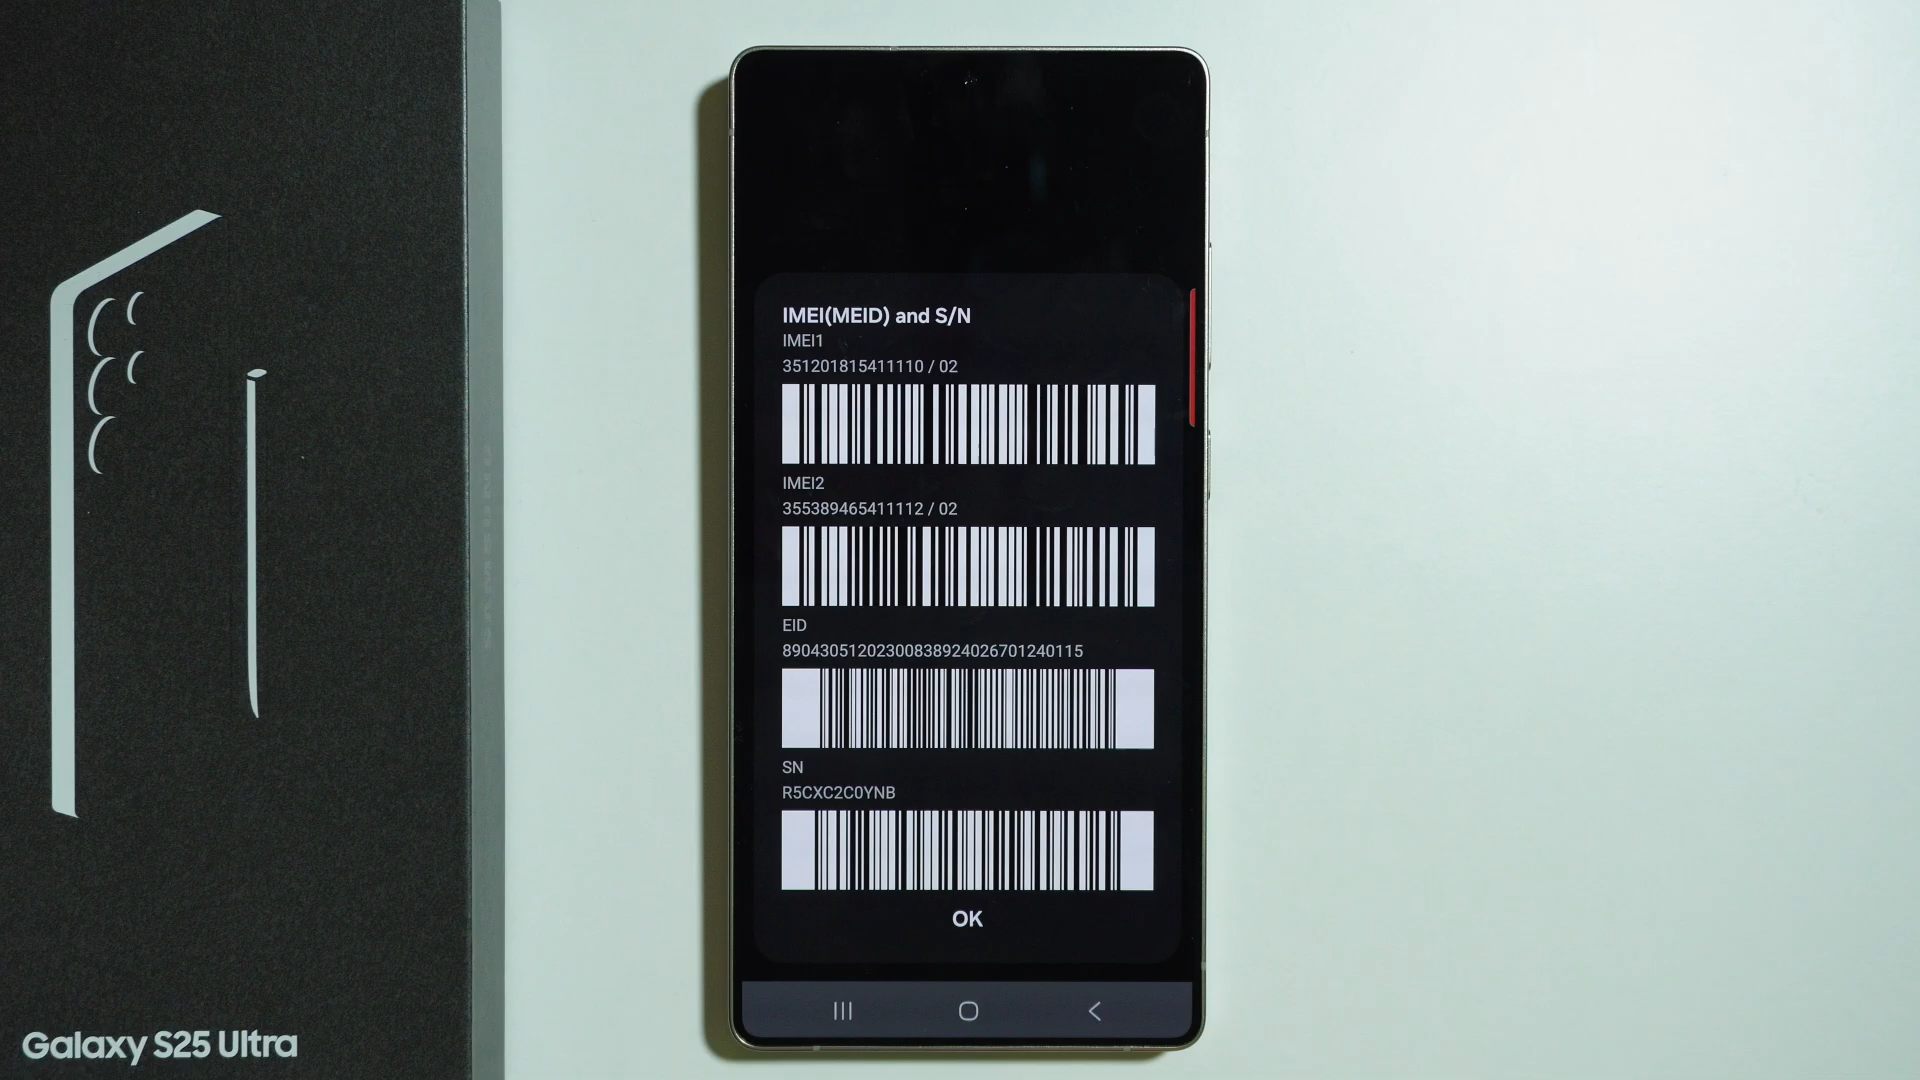 IMEI(MEID) and S/N
IMEI1
351201815411110 / 02
IMEI2
355389465411112 / 02
EID
89043051202300838924026701240115
SN
R5CXC2C0YNB
OK
Galaxy S25 Ultra